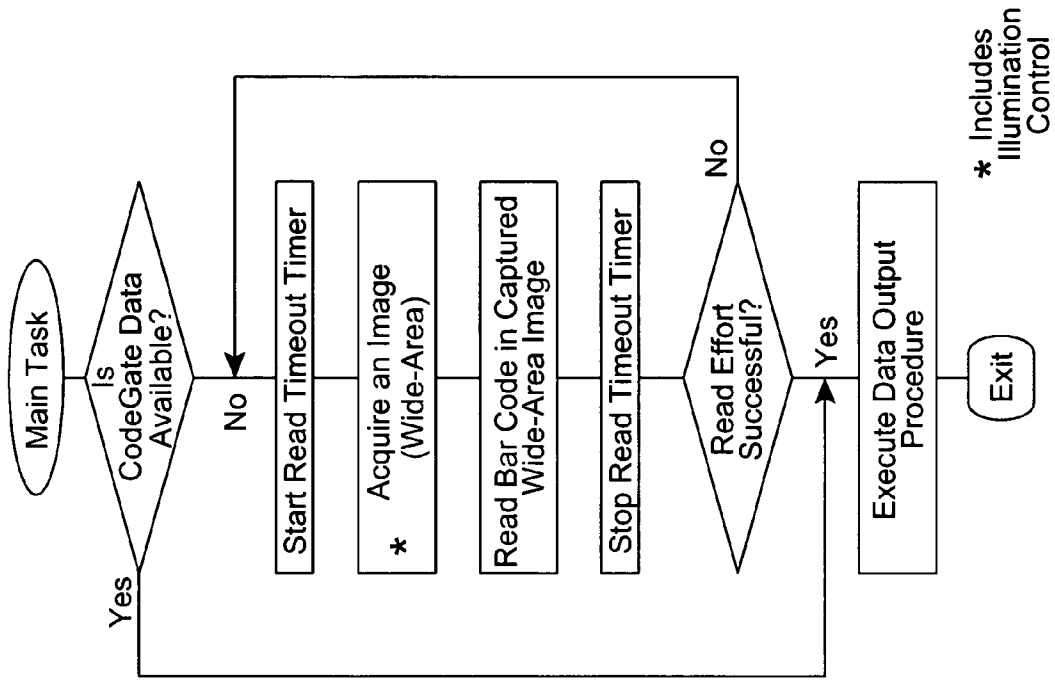 Main Task
Is
CodeGate Data
Available?
Yes
No
Start Read Timeout Timer
* Acquire an Image
(Wide-Area)
Read Bar Code in Captured
Wide-Area Image
Stop Read Timeout Timer
Read Effort
Successful?
No
Yes
Execute Data Output
Procedure
Exit
* Includes
Illumination
Control